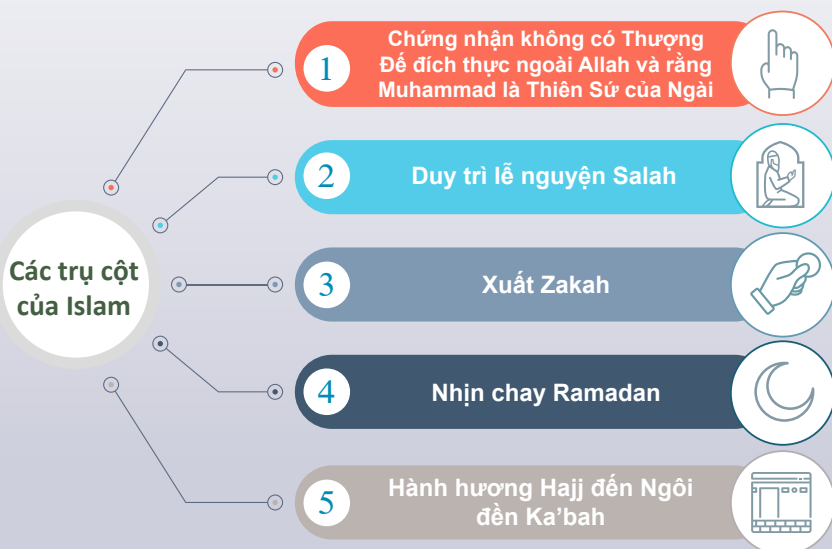 Các trụ cột
của Islam
1
Chứng nhận không có Thượng
Đế đích thực ngoài Allah và rằng
Muhammad là Thiên Sứ của Ngài
2
Duy trì lễ nguyện Salah
3
Xuất Zakah
4
Nhịn chay Ramadan
5
Hành hương Hajj đến Ngôi
đền Ka’bah